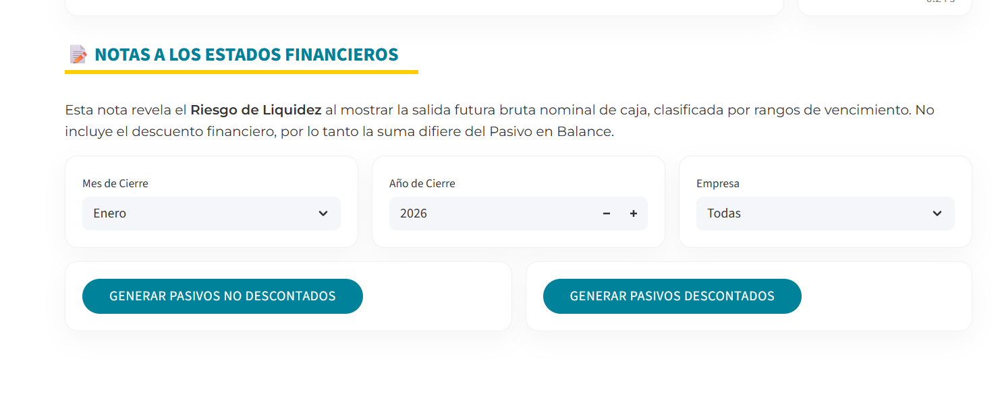 NOTAS A LOS ESTADOS FINANCIEROS
Esta nota revela el Riesgo de Liquidez al mostrar la salida futura bruta nominal de caja, clasificada por rangos de vencimiento. No
incluye el descuento financiero, por lo tanto la suma difiere del Pasivo en Balance.
Mes de Cierre
Enero
Año de Cierre
2026
Empresa
Todas
GENERAR PASIVOS NO DESCONTADOS
GENERAR PASIVOS DESCONTADOS